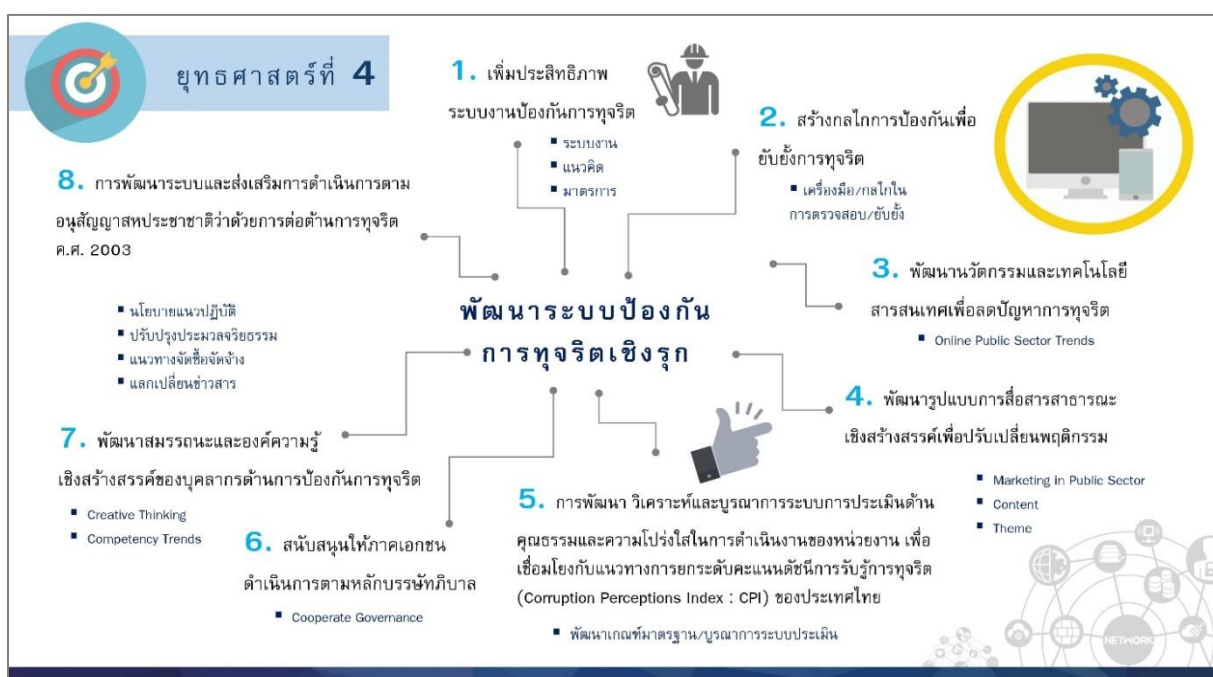 ยุทธศาสตร์ที่ 4
1. เพิ่มประสิทธิภาพ
ระบบงานป้องกันการทุจริต
▪ ระบบงาน
▪ แนวคิด
▪ มาตรการ
2. สร้างกลไกการป้องกันเพื่อ
ยับยั้งการทุจริต
▪ เครื่องมือ/กลไกใน
การตรวจสอบ/ยับยั้ง
3. พัฒนานวัตกรรมและเทคโนโลยี
สารสนเทศเพื่อลดปัญหาการทุจริต
▪ Online Public Sector Trends
พัฒนาระบบป้องกัน
การทุจริตเชิงรุก
4. พัฒนารูปแบบการสื่อสารสาธารณะ
เชิงสร้างสรรค์เพื่อปรับเปลี่ยนพฤติกรรม
▪ Marketing in Public Sector
▪ Content
▪ Theme
5. การพัฒนา วิเคราะห์และบูรณาการระบบการประเมินด้าน
คุณธรรมและความโปร่งใสในการดำเนินงานของหน่วยงาน เพื่อ
เชื่อมโยงกับแนวทางการยกระดับคะแนนดัชนีการรับรู้การทุจริต
(Corruption Perceptions Index : CPI) ของประเทศไทย
▪ พัฒนาเกณฑ์มาตรฐาน/บูรณาการระบบประเมิน
6. สนับสนุนให้ภาคเอกชน
ดำเนินการตามหลักบรรษัทภิบาล
▪ Cooperate Governance
7. พัฒนาสมรรถนะและองค์ความรู้
เชิงสร้างสรรค์ของบุคลากรด้านการป้องกันการทุจริต
▪ Creative Thinking
▪ Competency Trends
8. การพัฒนาระบบและส่งเสริมการดำเนินการตาม
อนุสัญญาสหประชาชาติว่าด้วยการต่อต้านการทุจริต
ค.ศ. 2003
▪ นโยบายแนวปฏิบัติ
▪ ปรับปรุงประมวลจริยธรรม
▪ แนวทางจัดซื้อจัดจ้าง
▪ แลกเปลี่ยนข่าวสาร
NETWORK